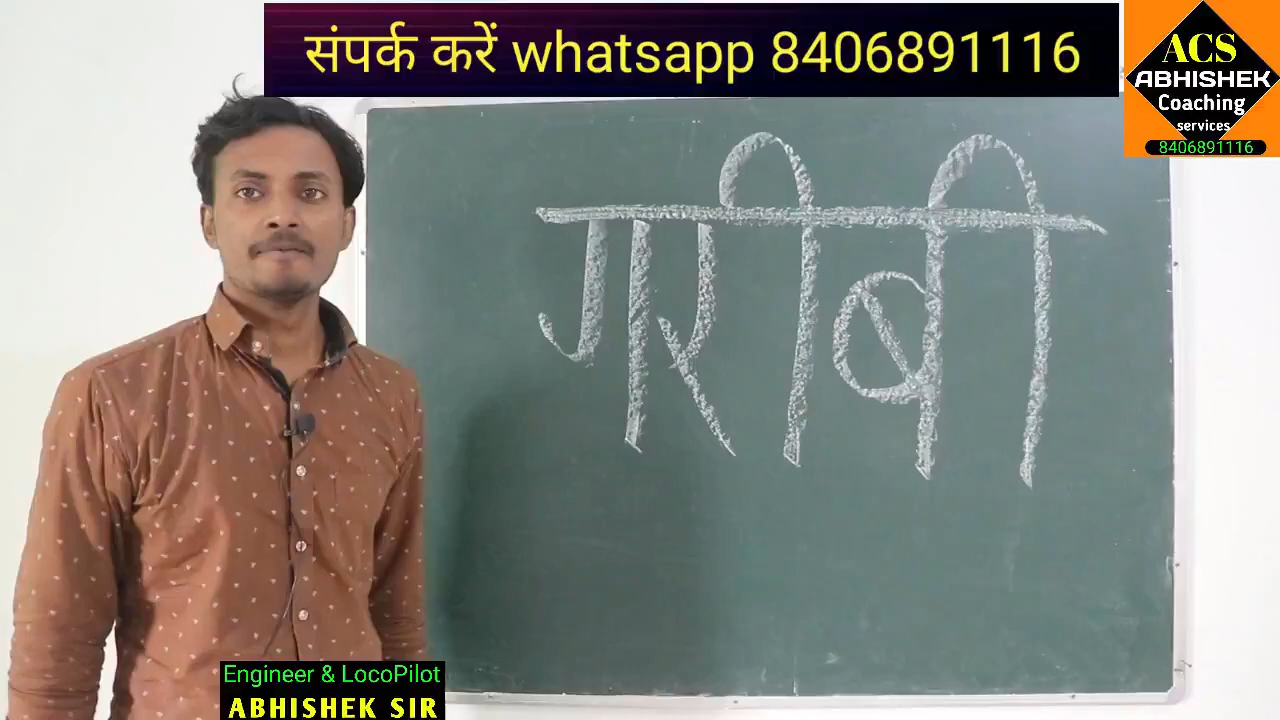 संपर्क करें whatsapp 8406891116
ACS
ABHISHEK
Coaching
services
8406891116
गरीबी
Engineer & LocoPilot
ABHISHEK SIR